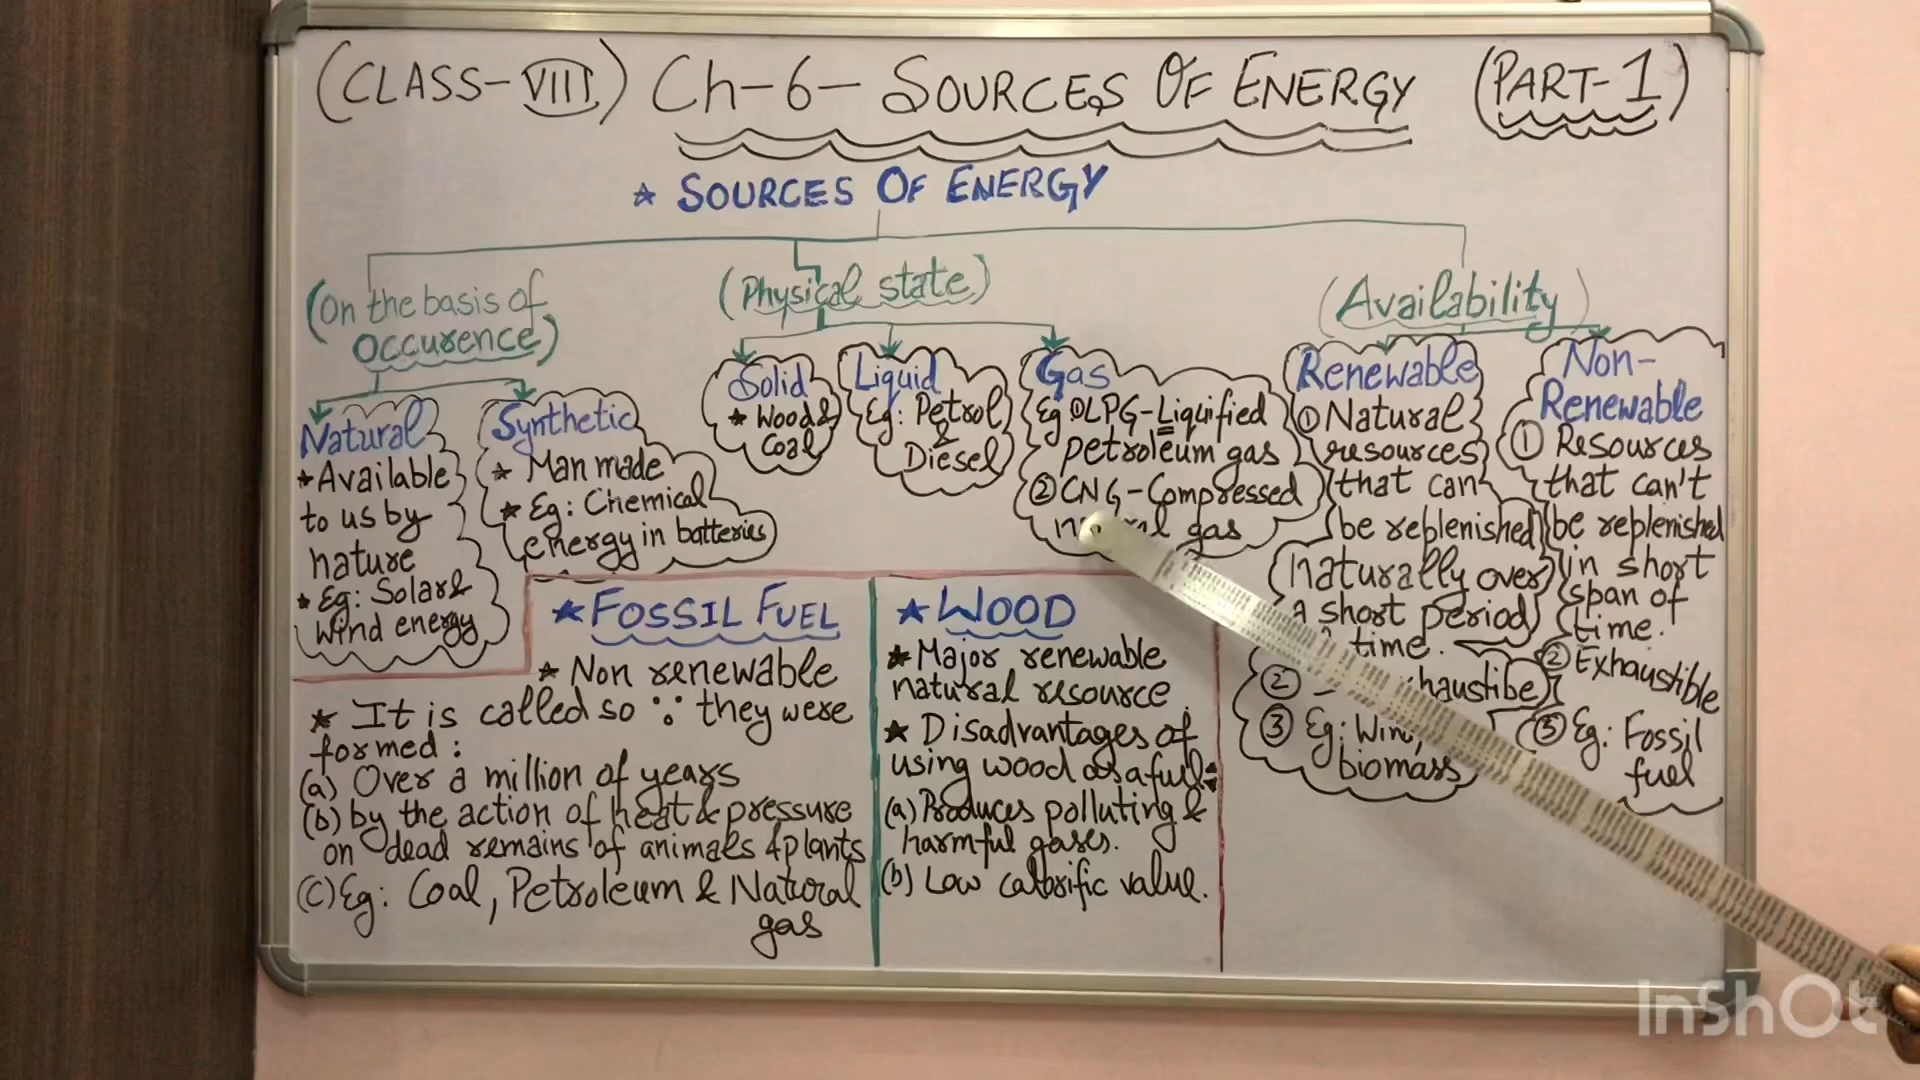 (CLASS-VIII) Ch-6- SOURCES OF ENERGY (PART-1)
★ SOURCES OF ENERGY
(On the basis of
Occurence)
Natural
★ Available
to us by
nature
★ Eg: Solar &
wind energy
Synthetic
★ Man made
★ Eg: Chemical
energy in batteries
(Physical state)
Solid
★ Wood &
Coal
Liquid
Eg: Petrol
&
Diesel
Gas
Eg ① LPG-Liquified
petroleum gas
② CNG-Compressed
gas
(Availability)
Renewable
① Natural
resources
that can
be replenished
naturally over
a short period
time.
②
③ Eg: Win
biomass
Non-
Renewable
① Resources
that can't
be replenished
in short
span of
time.
② Exhaustible
③ Eg: Fossil
fuel
★ FOSSIL FUEL
★ Non renewable
★ It is called so ∵ they were
formed:
(a) Over a million of years
(b) by the action of heat & pressure
on dead remains of animals & plants
(c) Eg: Coal, Petroleum & Natural
gas
★ WOOD
★ Major renewable
natural resource
★ Disadvantages of
using wood as a fuel:
(a) Produces polluting &
harmful gases.
(b) Low calorific value.
InShOt